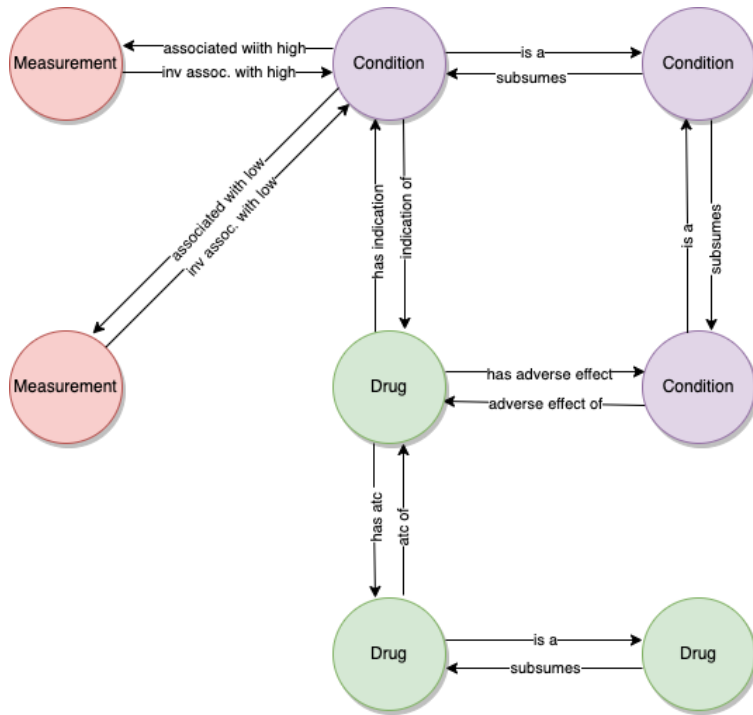 associated wiith high
is a
Measurement
Condition
Condition
inv assoc. with high
subsumes
associated with low
inv assoc. with low
has indication
indication of
is a
subsumes
Measurement
Drug
has adverse effect
Condition
adverse effect of
has atc
atc of
is a
Drug
Drug
subsumes